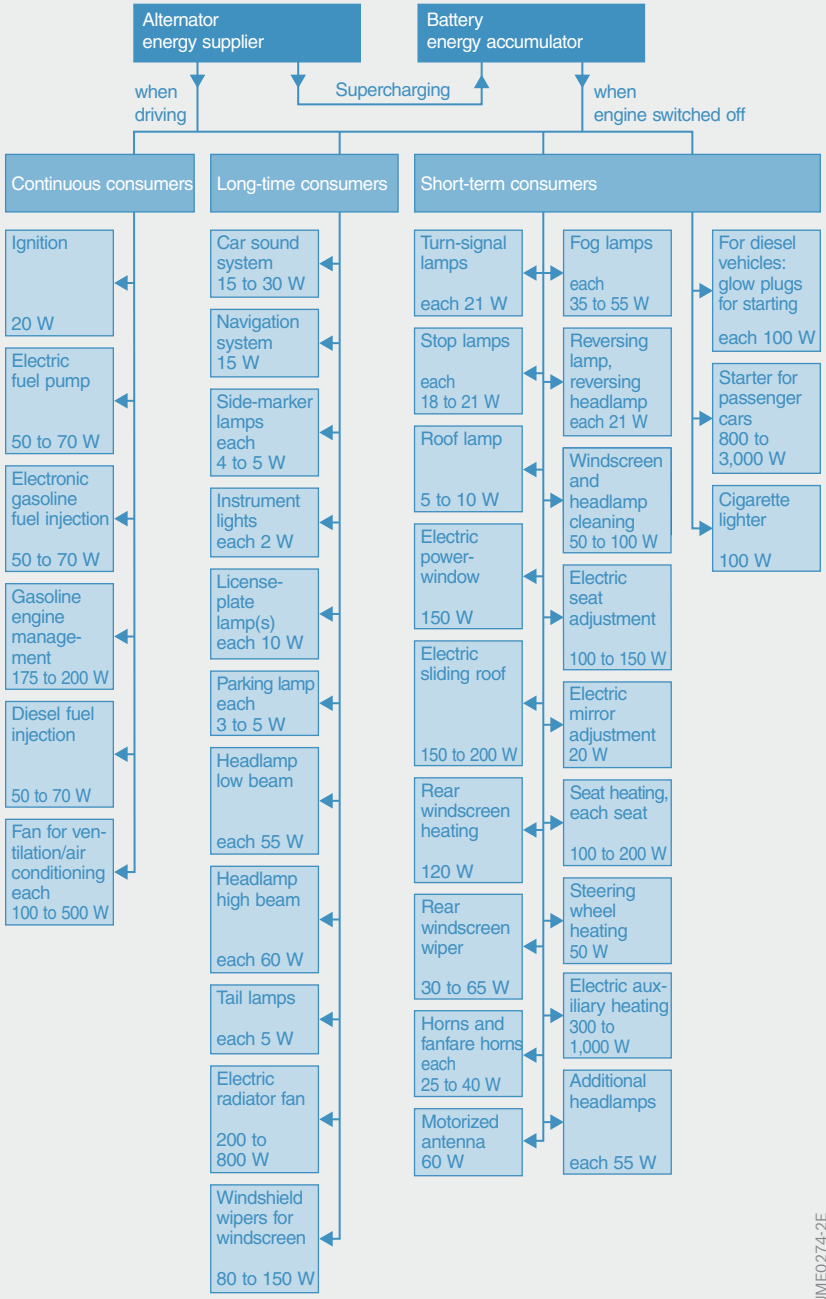 Alternator
energy supplier
Battery
energy accumulator
when
driving
Supercharging
when
engine switched off
Continuous consumers
Long-time consumers
Short-term consumers
Ignition
20 W
Electric
fuel pump
50 to 70 W
Electronic
gasoline
fuel injection
50 to 70 W
Gasoline
engine
manage-
ment
175 to 200 W
Diesel fuel
injection
50 to 70 W
Fan for ven-
tilation/air
conditioning
each
100 to 500 W
Car sound
system
15 to 30 W
Navigation
system
15 W
Side-marker
lamps
each
4 to 5 W
Instrument
lights
each 2 W
License-
plate
lamp(s)
each 10 W
Parking lamp
each
3 to 5 W
Headlamp
low beam
each 55 W
Headlamp
high beam
each 60 W
Tail lamps
each 5 W
Electric
radiator fan
200 to
800 W
Windshield
wipers for
windscreen
80 to 150 W
Turn-signal
lamps
each 21 W
Stop lamps
each
18 to 21 W
Roof lamp
5 to 10 W
Electric
power-
window
150 W
Electric
sliding roof
150 to 200 W
Rear
windscreen
heating
120 W
Rear
windscreen
wiper
30 to 65 W
Horns and
fanfare horns
each
25 to 40 W
Motorized
antenna
60 W
Fog lamps
each
35 to 55 W
Reversing
lamp,
reversing
headlamp
each 21 W
Windscreen
and
headlamp
cleaning
50 to 100 W
Electric
seat
adjustment
100 to 150 W
Electric
mirror
adjustment
20 W
Seat heating,
each seat
100 to 200 W
Steering
wheel
heating
50 W
Electric aux-
iliary heating
300 to
1,000 W
Additional
headlamps
each 55 W
For diesel
vehicles:
glow plugs
for starting
each 100 W
Starter for
passenger
cars
800 to
3,000 W
Cigarette
lighter
100 W